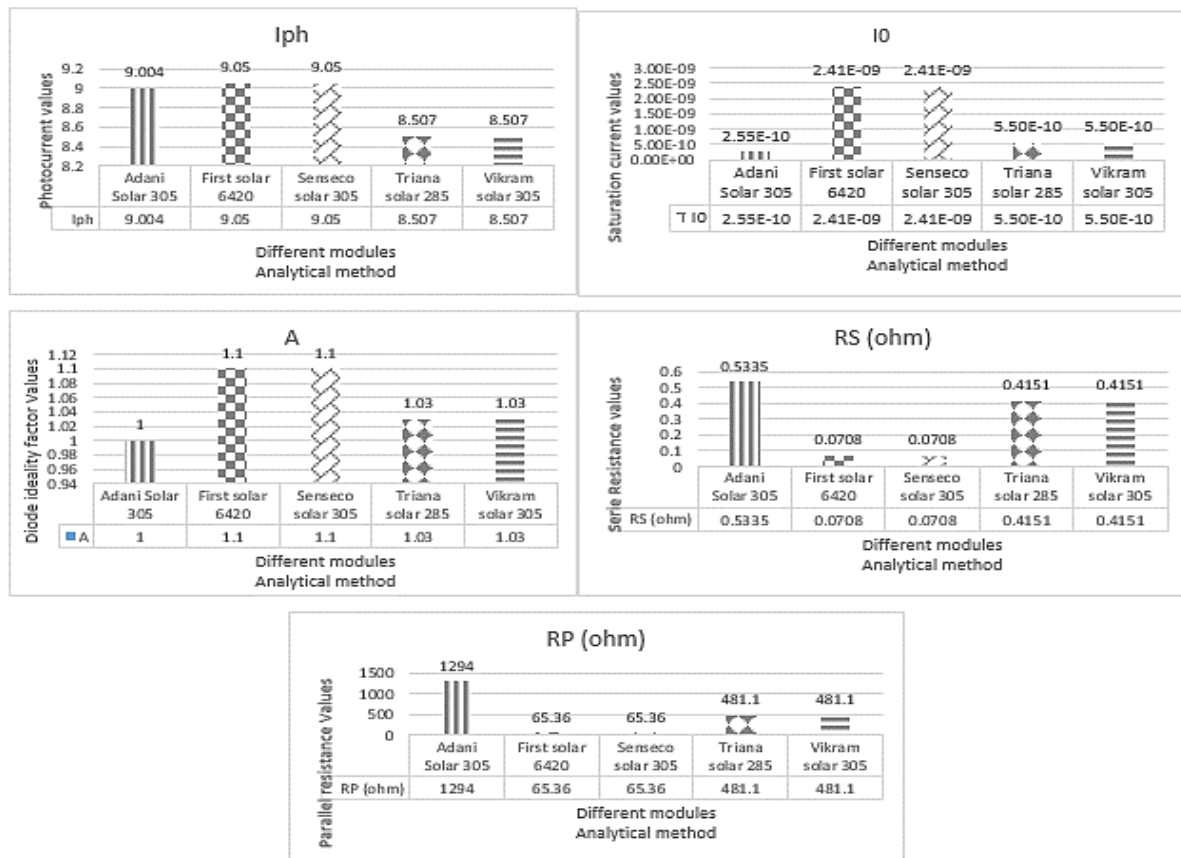 Iph
Photocurrent values
9.2
9
8.8
8.6
8.4
8.2
9.004
9.05
9.05
8.507
8.507
Adani Solar 305
First solar 6420
Senseco solar 305
Triana solar 285
Vikram solar 305
Iph 9.004 9.05 9.05 8.507 8.507
Different modules
Analytical method
I0
Saturation current values
3.00E-09
2.50E-09
2.00E-09
1.50E-09
1.00E-09
5.00E-10
0.00E+00
2.55E-10
2.41E-09
2.41E-09
5.50E-10
5.50E-10
Adani Solar 305
First solar 6420
Senseco solar 305
Triana solar 285
Vikram solar 305
I0 2.55E-10 2.41E-09 2.41E-09 5.50E-10 5.50E-10
Different modules
Analytical method
A
Diode ideality factor Values
1.12
1.1
1.08
1.06
1.04
1.02
1
0.98
0.96
0.94
1
1.1
1.1
1.03
1.03
Adani Solar 305
First solar 6420
Senseco solar 305
Triana solar 285
Vikram solar 305
A 1 1.1 1.1 1.03 1.03
Different modules
Analytical method
RS (ohm)
Serie Resistance values
0.6
0.5
0.4
0.3
0.2
0.1
0
0.5335
0.0708
0.0708
0.4151
0.4151
Adani Solar 305
First solar 6420
Senseco solar 305
Triana solar 285
Vikram solar 305
RS (ohm) 0.5335 0.0708 0.0708 0.4151 0.4151
Different modules
Analytical method
RP (ohm)
Parallel resistance Values
1500
1000
500
0
1294
65.36
65.36
481.1
481.1
Adani Solar 305
First solar 6420
Senseco solar 305
Triana solar 285
Vikram solar 305
RP (ohm) 1294 65.36 65.36 481.1 481.1
Different modules
Analytical method